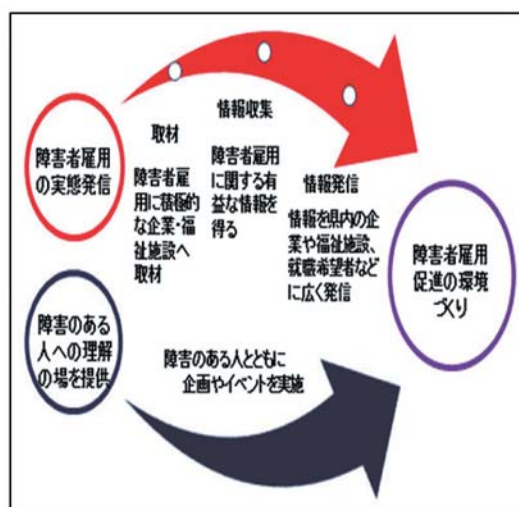 障害者雇用
の実態発信
取材
障害者雇
用に積極的
な企業・福
祉施設へ
取材
情報収集
障害者雇用
に関する有
益な情報を
得る
情報発信
情報を県内の企
業や福祉施設、
就職希望者など
に広く発信
障害者雇用
促進の環境
づくり
障害のある
人への理解
の場を提供
障害のある人とともに
企画やイベントを実施